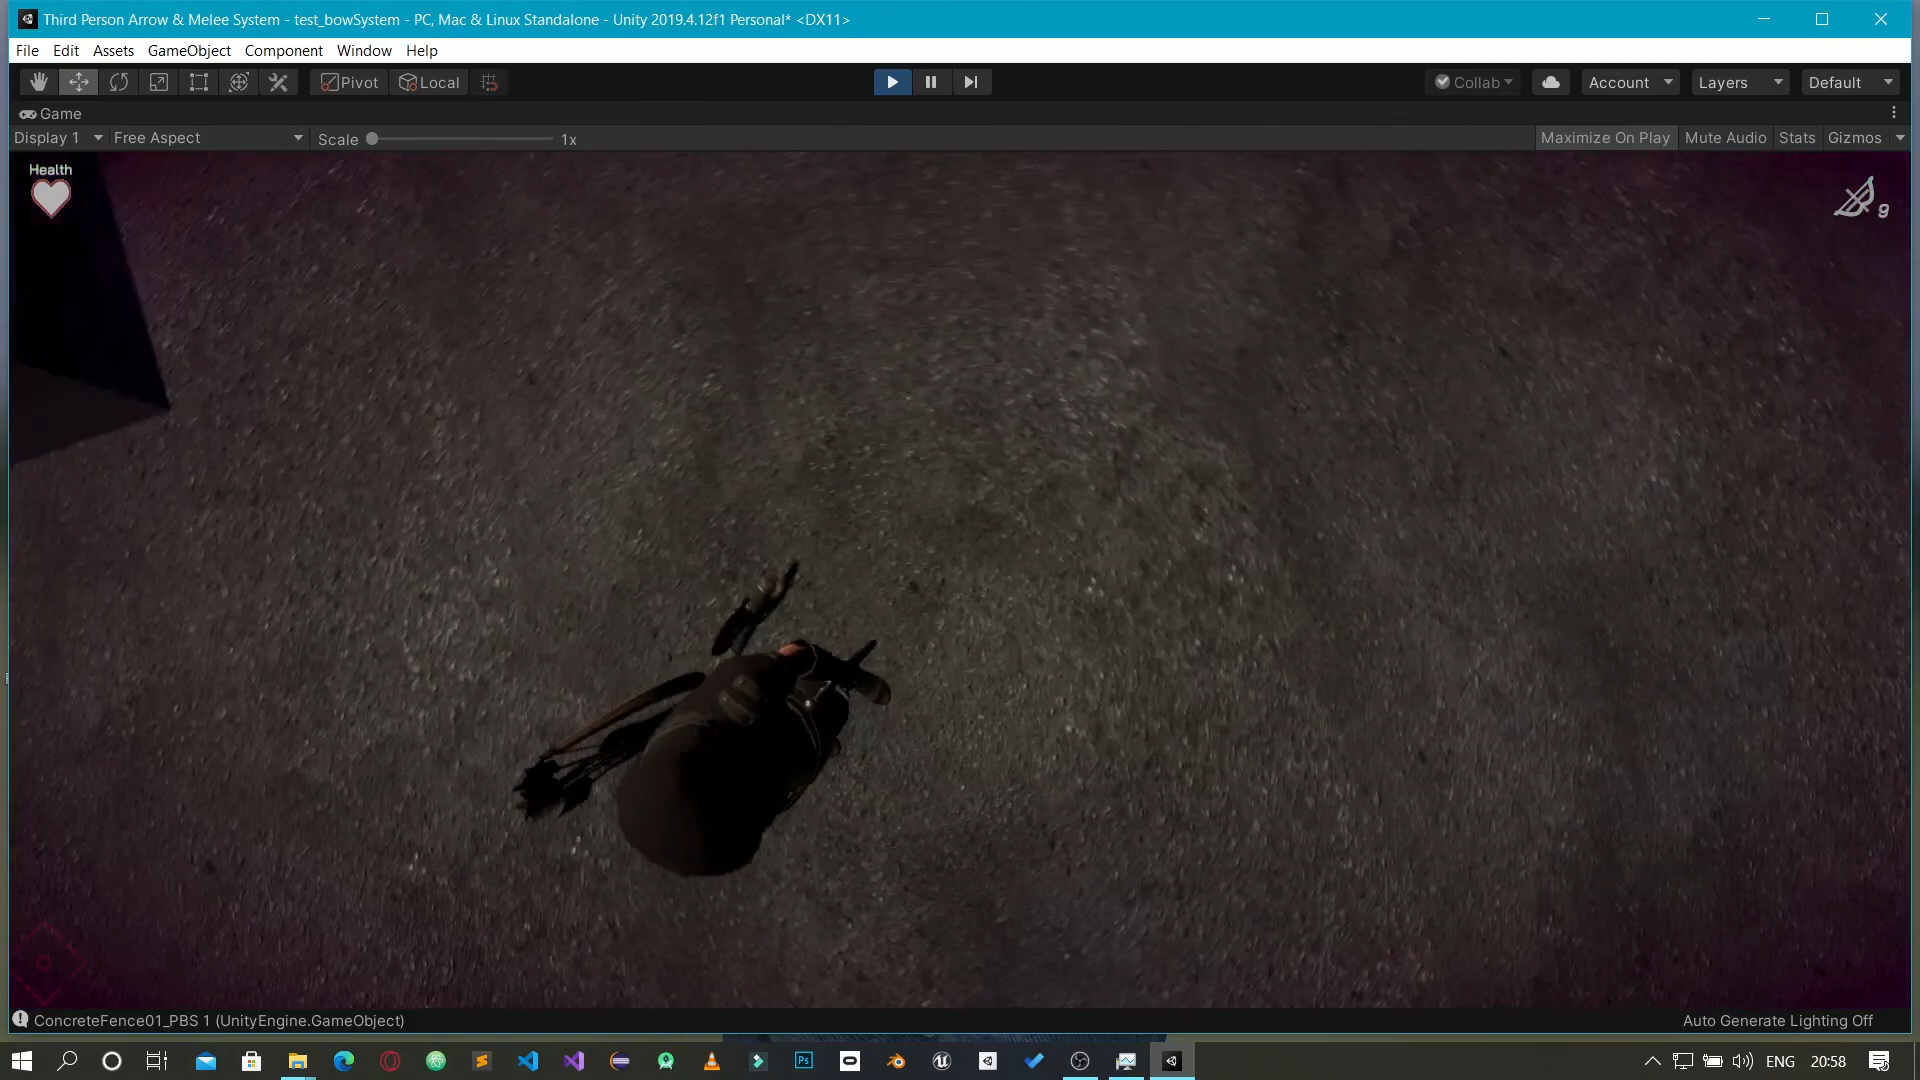 Third Person Arrow & Melee System - test_bowSystem - PC, Mac & Linux Standalone - Unity 2019.4.12f1 Personal* <DX11>
File Edit Assets GameObject Component Window Help
Pivot Local Collab Account Layers Default
Game
Display 1 Free Aspect Scale 1x Maximize On Play Mute Audio Stats Gizmos
Health
9
ConcreteFence01_PBS 1 (UnityEngine.GameObject) Auto Generate Lighting Off
Ps ENG 20:58